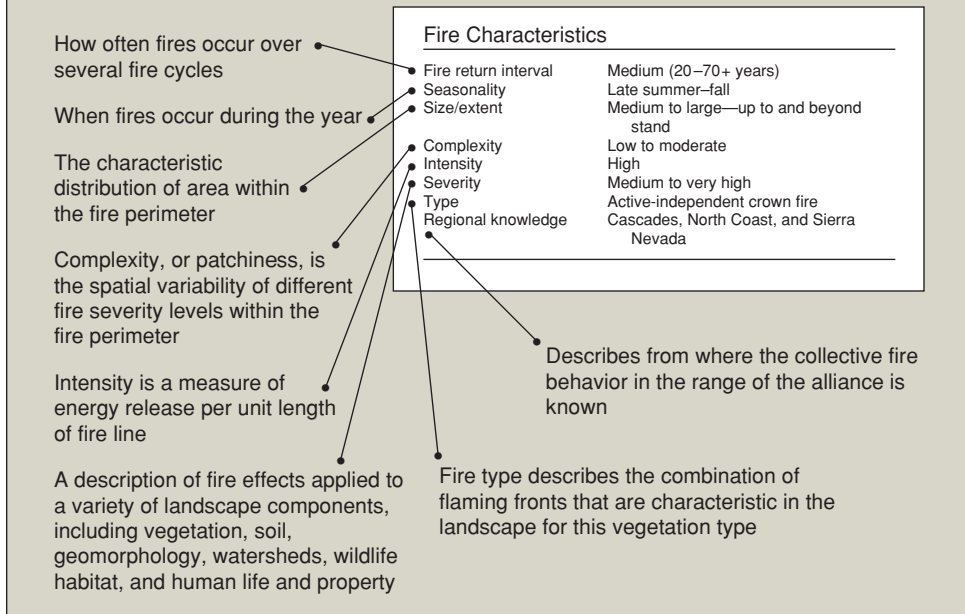 How often fires occur over
several fire cycles
When fires occur during the year
The characteristic
distribution of area within
the fire perimeter
Complexity, or patchiness, is
the spatial variability of different
fire severity levels within the
fire perimeter
Intensity is a measure of
energy release per unit length
of fire line
A description of fire effects applied to
a variety of landscape components,
including vegetation, soil,
geomorphology, watersheds, wildlife
habitat, and human life and property
Fire Characteristics
Fire return interval Medium (20–70+ years)
Seasonality Late summer–fall
Size/extent Medium to large—up to and beyond
stand
Complexity Low to moderate
Intensity High
Severity Medium to very high
Type Active-independent crown fire
Regional knowledge Cascades, North Coast, and Sierra
Nevada
Describes from where the collective fire
behavior in the range of the alliance is
known
Fire type describes the combination of
flaming fronts that are characteristic in the
landscape for this vegetation type